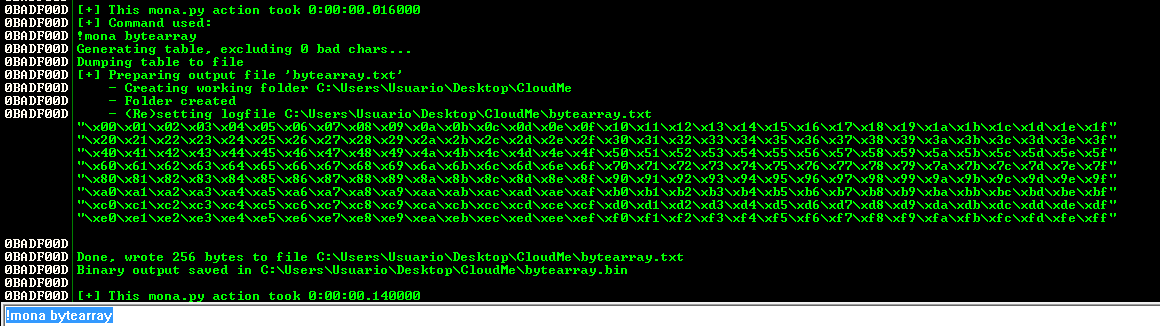 0BADF00D [+] This mona.py action took 0:00:00.016000
0BADF00D [+] Command used:
0BADF00D !mona bytearray
0BADF00D Generating table, excluding 0 bad chars...
0BADF00D Dumping table to file
0BADF00D [+] Preparing output file 'bytearray.txt'
0BADF00D - Creating working folder C:\Users\Usuario\Desktop\CloudMe
0BADF00D - Folder created
0BADF00D - (Re)setting logfile C:\Users\Usuario\Desktop\CloudMe\bytearray.txt
"\x00\x01\x02\x03\x04\x05\x06\x07\x08\x09\x0a\x0b\x0c\x0d\x0e\x0f\x10\x11\x12\x13\x14\x15\x16\x17\x18\x19\x1a\x1b\x1c\x1d\x1e\x1f"
"\x20\x21\x22\x23\x24\x25\x26\x27\x28\x29\x2a\x2b\x2c\x2d\x2e\x2f\x30\x31\x32\x33\x34\x35\x36\x37\x38\x39\x3a\x3b\x3c\x3d\x3e\x3f"
"\x40\x41\x42\x43\x44\x45\x46\x47\x48\x49\x4a\x4b\x4c\x4d\x4e\x4f\x50\x51\x52\x53\x54\x55\x56\x57\x58\x59\x5a\x5b\x5c\x5d\x5e\x5f"
"\x60\x61\x62\x63\x64\x65\x66\x67\x68\x69\x6a\x6b\x6c\x6d\x6e\x6f\x70\x71\x72\x73\x74\x75\x76\x77\x78\x79\x7a\x7b\x7c\x7d\x7e\x7f"
"\x80\x81\x82\x83\x84\x85\x86\x87\x88\x89\x8a\x8b\x8c\x8d\x8e\x8f\x90\x91\x92\x93\x94\x95\x96\x97\x98\x99\x9a\x9b\x9c\x9d\x9e\x9f"
"\xa0\xa1\xa2\xa3\xa4\xa5\xa6\xa7\xa8\xa9\xaa\xab\xac\xad\xae\xaf\xb0\xb1\xb2\xb3\xb4\xb5\xb6\xb7\xb8\xb9\xba\xbb\xbc\xbd\xbe\xbf"
"\xc0\xc1\xc2\xc3\xc4\xc5\xc6\xc7\xc8\xc9\xca\xcb\xcc\xcd\xce\xcf\xd0\xd1\xd2\xd3\xd4\xd5\xd6\xd7\xd8\xd9\xda\xdb\xdc\xdd\xde\xdf"
"\xe0\xe1\xe2\xe3\xe4\xe5\xe6\xe7\xe8\xe9\xea\xeb\xec\xed\xee\xef\xf0\xf1\xf2\xf3\xf4\xf5\xf6\xf7\xf8\xf9\xfa\xfb\xfc\xfd\xfe\xff"
0BADF00D
0BADF00D Done, wrote 256 bytes to file C:\Users\Usuario\Desktop\CloudMe\bytearray.txt
0BADF00D Binary output saved in C:\Users\Usuario\Desktop\CloudMe\bytearray.bin
0BADF00D
0BADF00D [+] This mona.py action took 0:00:00.140000
!mona bytearray